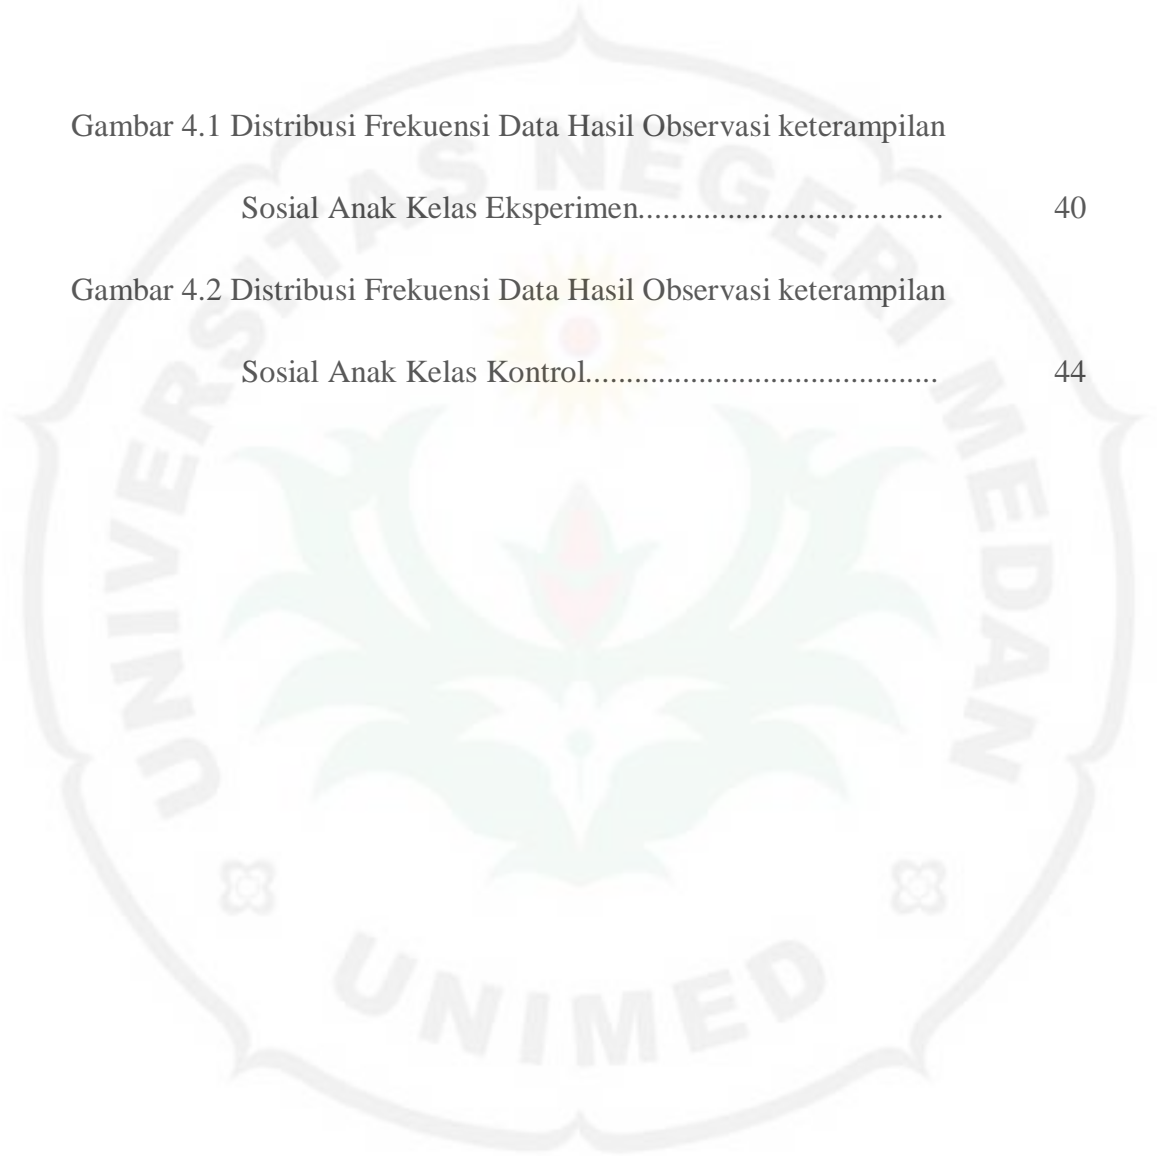 Gambar 4.1 Distribusi Frekuensi Data Hasil Observasi keterampilan
Sosial Anak Kelas Eksperimen..................................... 40
Gambar 4.2 Distribusi Frekuensi Data Hasil Observasi keterampilan
Sosial Anak Kelas Kontrol........................................... 44
UNIVERSITAS NEGERI MEDAN
UNIMED